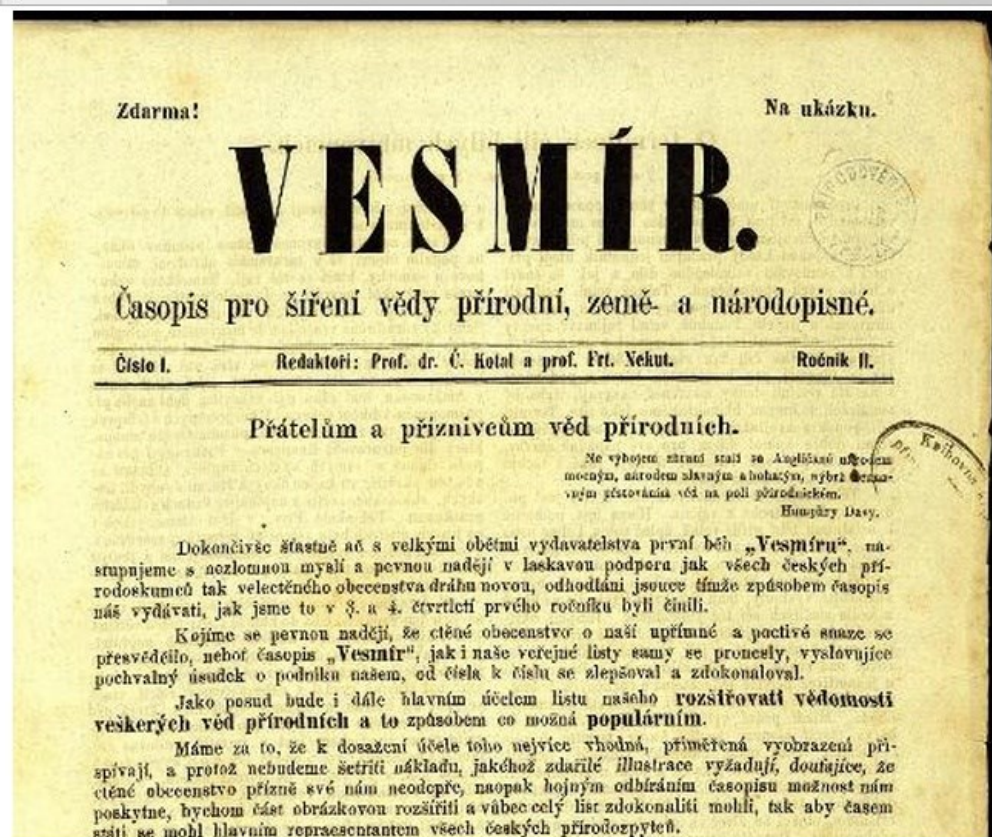 Zdarma!
Na ukázku.
VESMÍR.
Časopis pro šíření vědy přírodní, země- a národopisné.
Číslo I. Redaktoři: Prof. dr. Č. Kotal a prof. Frt. Nekut. Ročník II.
Přátelům a příznivcům věd přírodních.
Ne výbojem zbraní stali se Angličané národem
mocným, národem slavným a bohatým, nýbrž
vným pěstováním věd na poli přírodnickém.
Humphry Davy.
Dokončivše šťastně ač s velkými obětmi vydavatelstva první běh „Vesmíru“, na-
stupujeme s nezlomnou myslí a pevnou nadějí v laskavou podporu jak všech českých pří-
rodoskumců tak velectěného obecenstva dráhu novou, odhodláni jsouce tímže způsobem časopis
náš vydávati, jak jsme to v 3. a 4. čtvrtletí prvého ročníku byli činili.
Kojíme se pevnou nadějí, že ctěné obecenstvo o naší upřímné a poctivé snaze se
přesvědčilo, neboť časopis „Vesmír“, jak i naše veřejné listy samy se pronesly, vyslovujíce
pochvalný úsudek o podniku našem, od čísla k číslu se zlepšoval a zdokonaloval.
Jako posud bude i dále hlavním účelem listu našeho rozšiřovati vědomosti
veškerých věd přírodních a to způsobem co možná populárním.
Máme za to, že k dosažení účele toho nejvíce vhodná, přiměřená vyobrazení při-
spívají, a protož nebudeme šetřiti nákladu, jakéhož zdařilé illustrace vyžadují, doufajíce, že
ctěné obecenstvo přízně své nám neodepře, naopak hojným odbíráním časopisu možnost nám
poskytne, bychom část obrázkovou rozšířiti a vůbec celý list zdokonaliti mohli, tak aby časem
státi se mohl hlavním repraesentantem všech českých přírodozpytců.
Knihovna